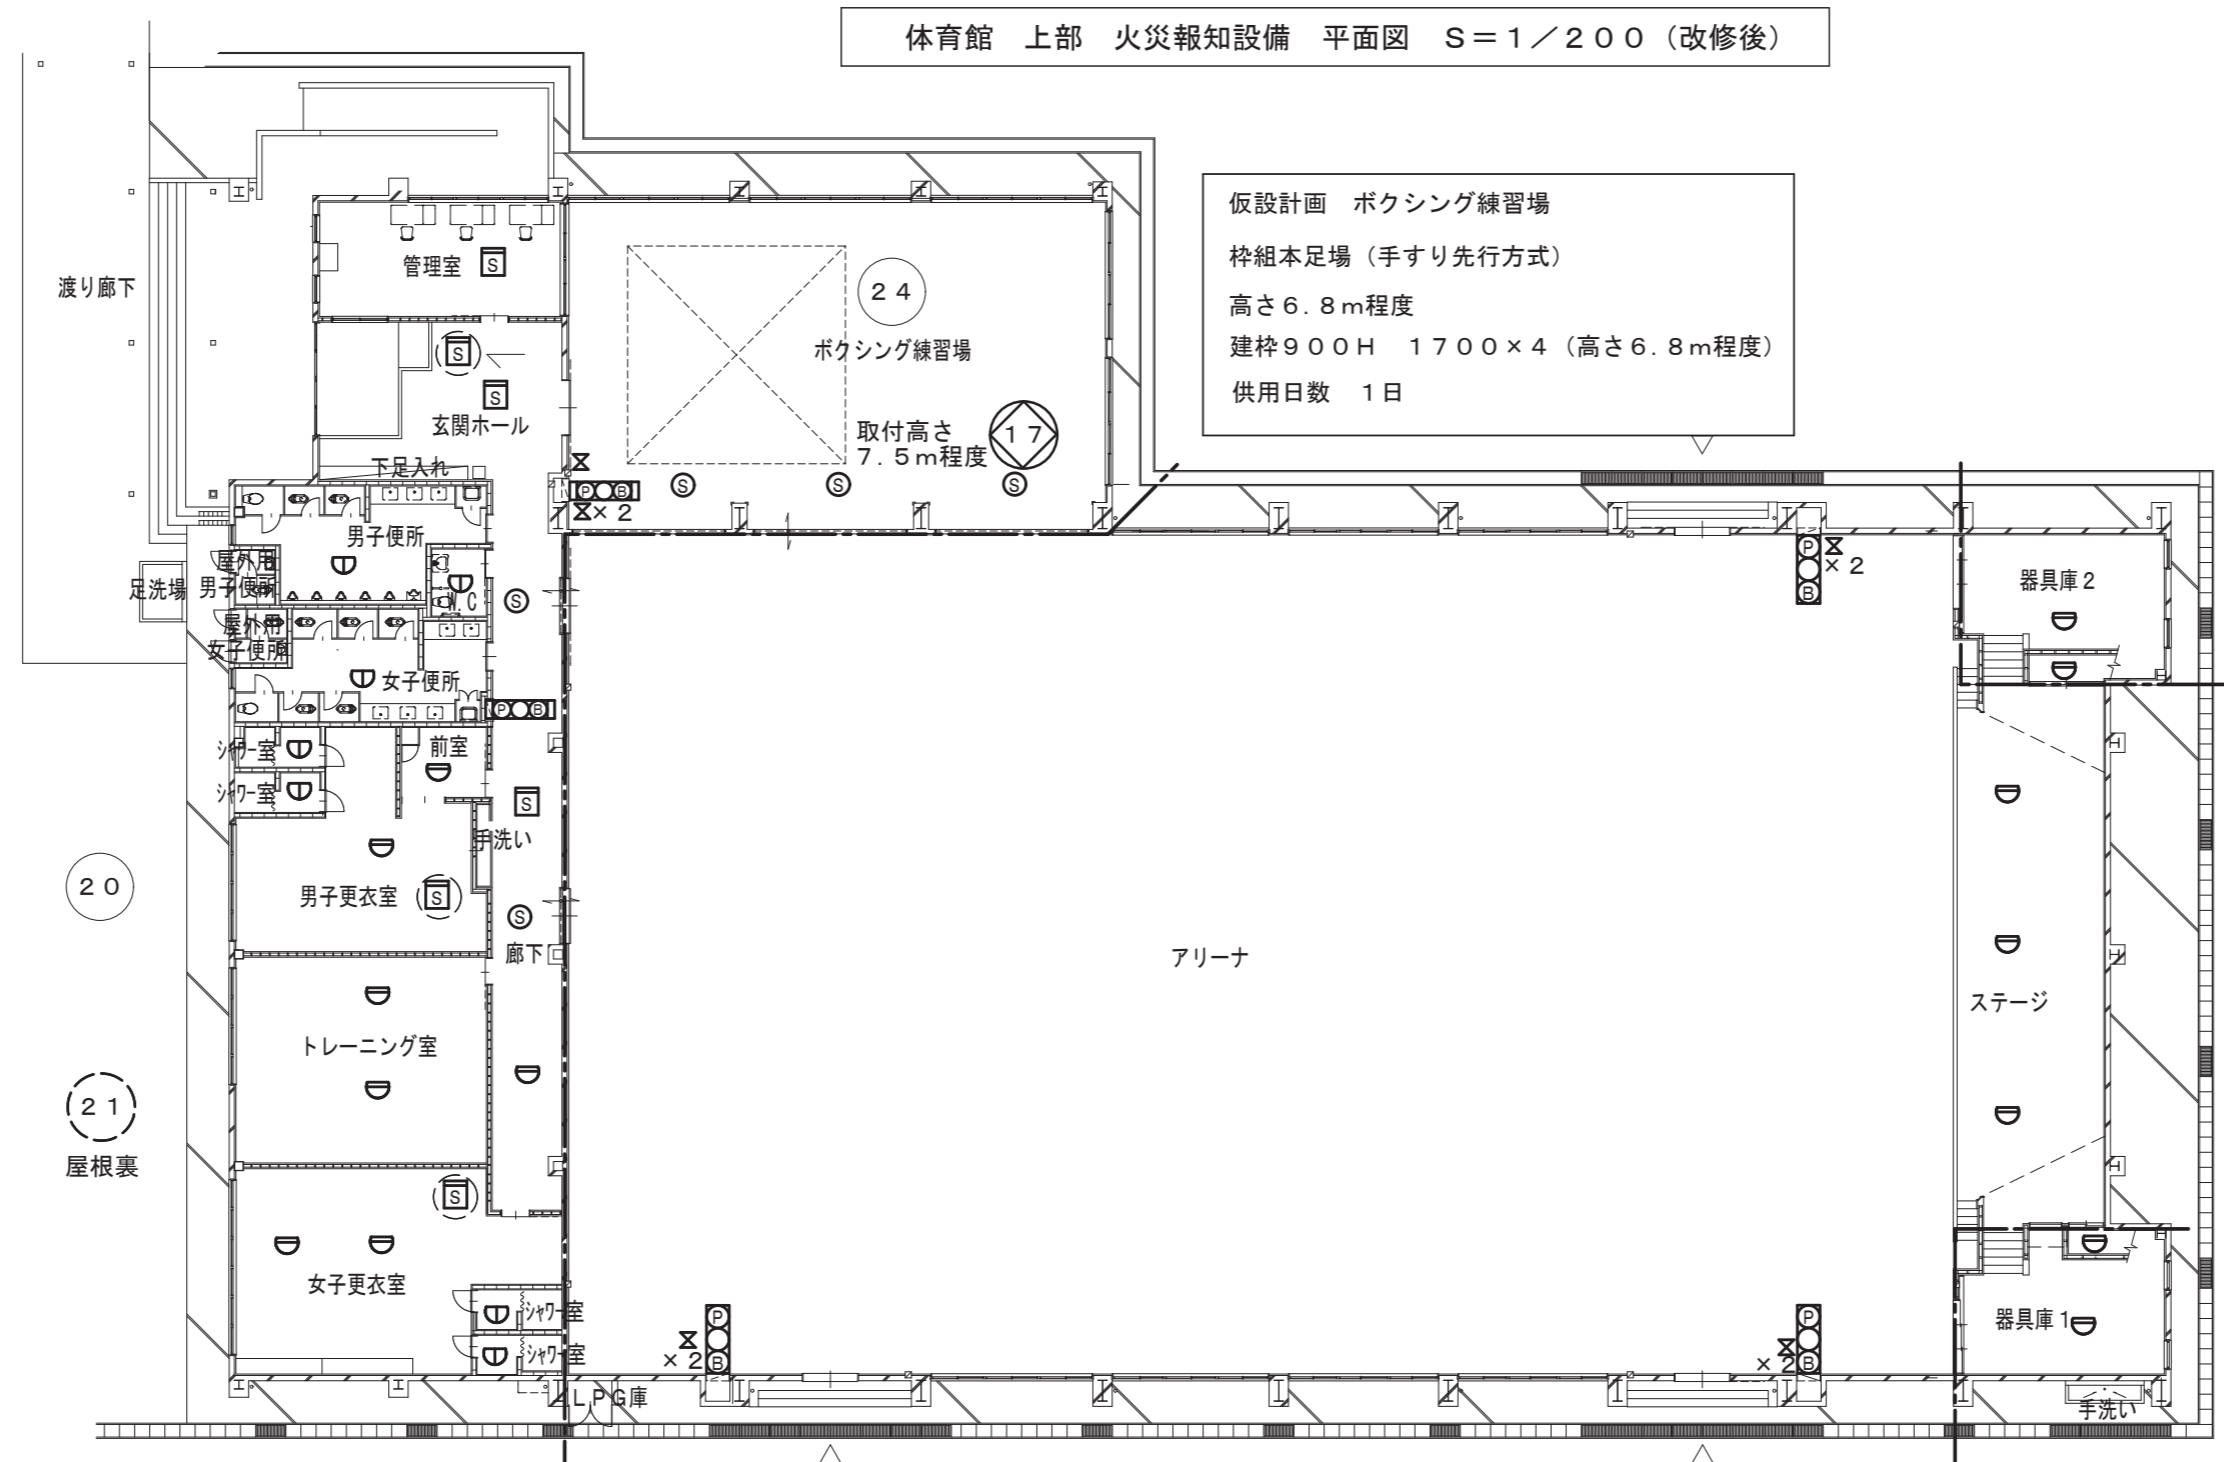 体育館　上部　火災報知設備　平面図　Ｓ＝１／２００（改修後）
仮設計画　ボクシング練習場
枠組本足場（手すり先行方式）
高さ６．８ｍ程度
建枠９００Ｈ　１７００×４（高さ６．８ｍ程度）
供用日数　１日
渡り廊下
管理室
S
２４
ボクシング練習場
S
S
玄関ホール
取付高さ
７．５ｍ程度
１７
下足入れ
P B
×２
S
S
S
男子便所
屋外用
男子便所
足洗場
W.C
S
屋外用
女子便所
女子便所
P B
P
B
×２
器具庫２
シャワー室
前室
シャワー室
S
手洗い
２０
男子更衣室
S
S
廊下
アリーナ
ステージ
トレーニング室
２１
屋根裏
S
女子更衣室
シャワー室
シャワー室
P
B
×２
P
B
×２
器具庫１
ＬＰＧ庫
手洗い